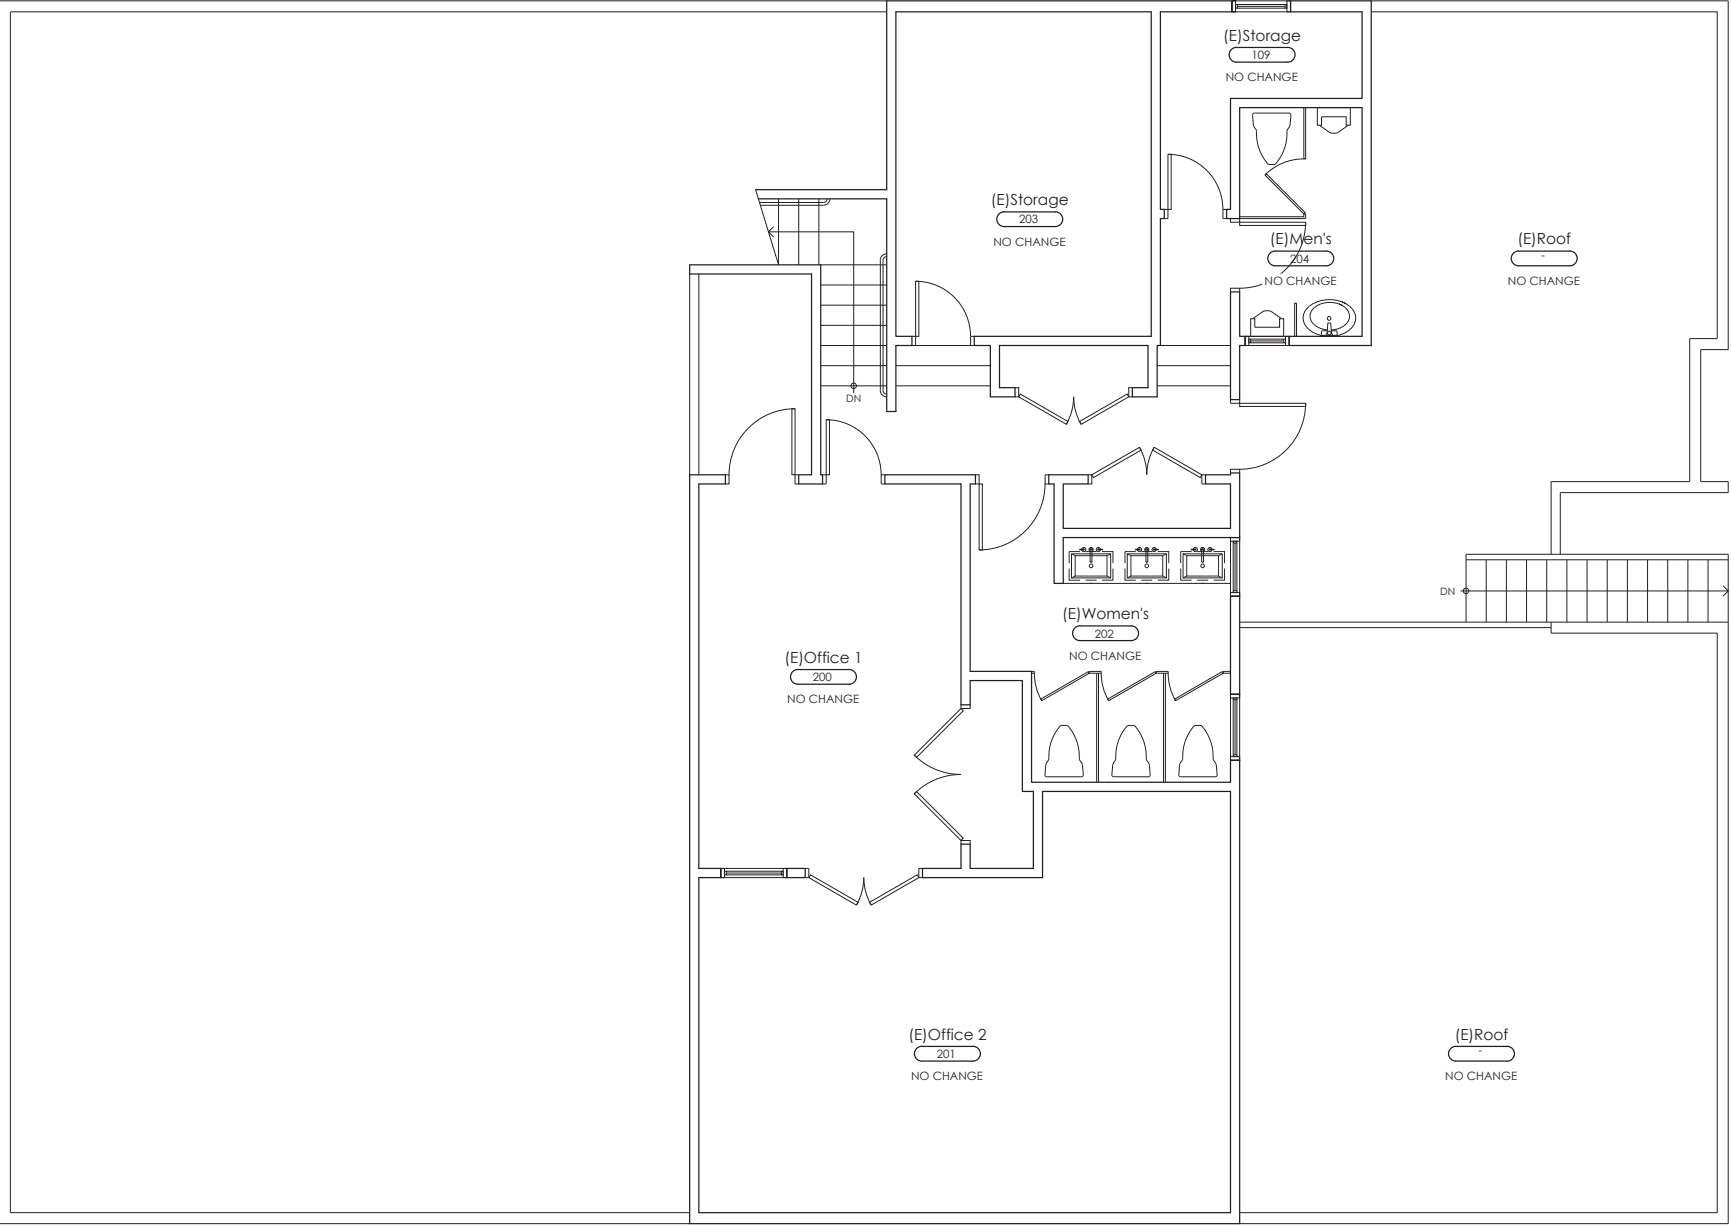 (E)Storage
109
NO CHANGE
(E)Storage
203
NO CHANGE
(E)Men's
204
NO CHANGE
(E)Roof
-
NO CHANGE
DN
DN
(E)Women's
202
NO CHANGE
(E)Office 1
200
NO CHANGE
(E)Office 2
201
NO CHANGE
(E)Roof
-
NO CHANGE